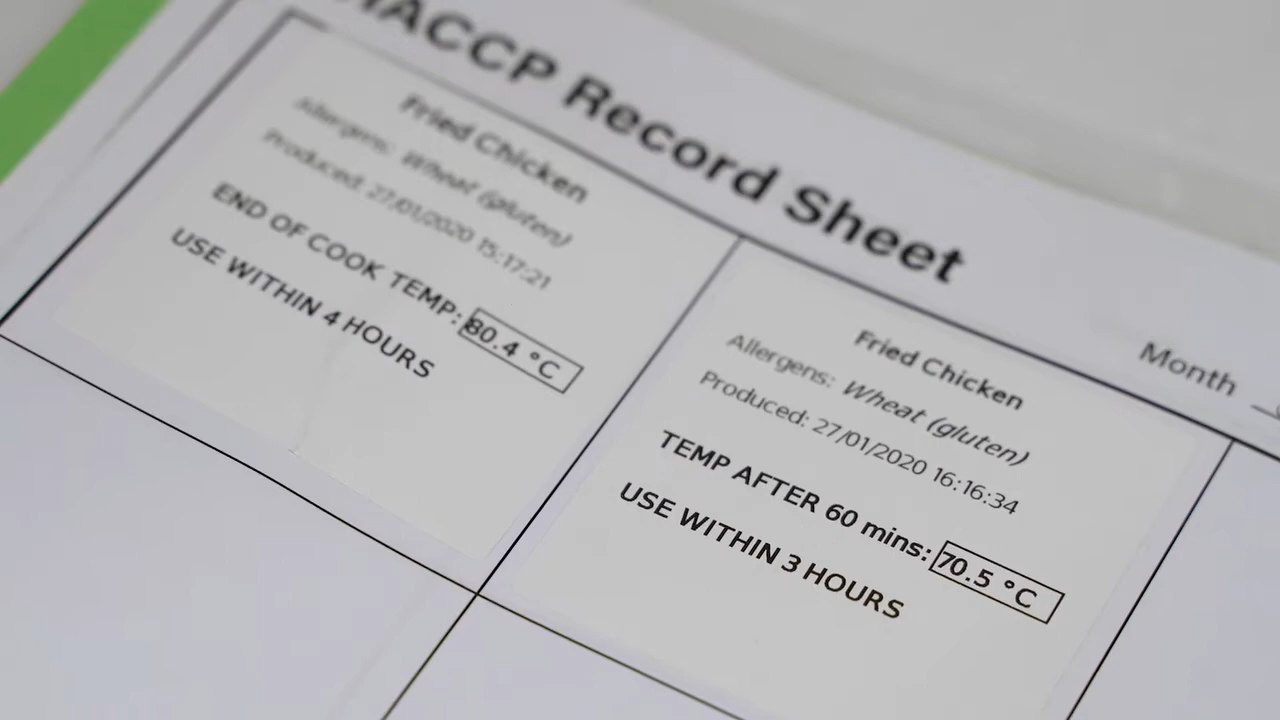 HACCP Record Sheet
Month
Fried Chicken
Allergens: Wheat (gluten)
Produced: 27/01/2020 15:17:21
END OF COOK TEMP: 80.4 °C
USE WITHIN 4 HOURS
Fried Chicken
Allergens: Wheat (gluten)
Produced: 27/01/2020 16:16:34
TEMP AFTER 60 mins: 70.5 °C
USE WITHIN 3 HOURS